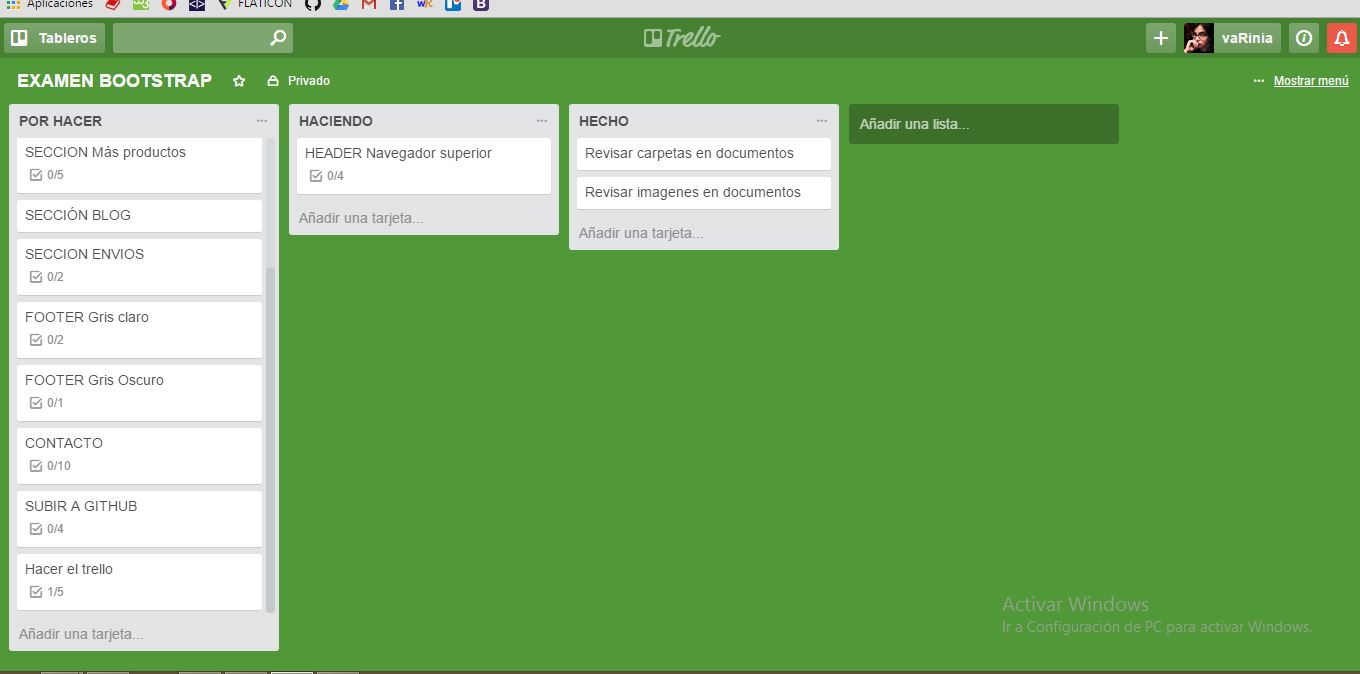 Aplicaciones
FLATICON
Tableros
Trello
vaRinia
EXAMEN BOOTSTRAP
Privado
Mostrar menú
POR HACER
SECCION Más productos
0/5
SECCIÓN BLOG
SECCION ENVIOS
0/2
FOOTER Gris claro
0/2
FOOTER Gris Oscuro
0/1
CONTACTO
0/10
SUBIR A GITHUB
0/4
Hacer el trello
1/5
Añadir una tarjeta...
HACIENDO
HEADER Navegador superior
0/4
Añadir una tarjeta...
HECHO
Revisar carpetas en documentos
Revisar imagenes en documentos
Añadir una tarjeta...
Añadir una lista...
Activar Windows
Ir a Configuración de PC para activar Windows.